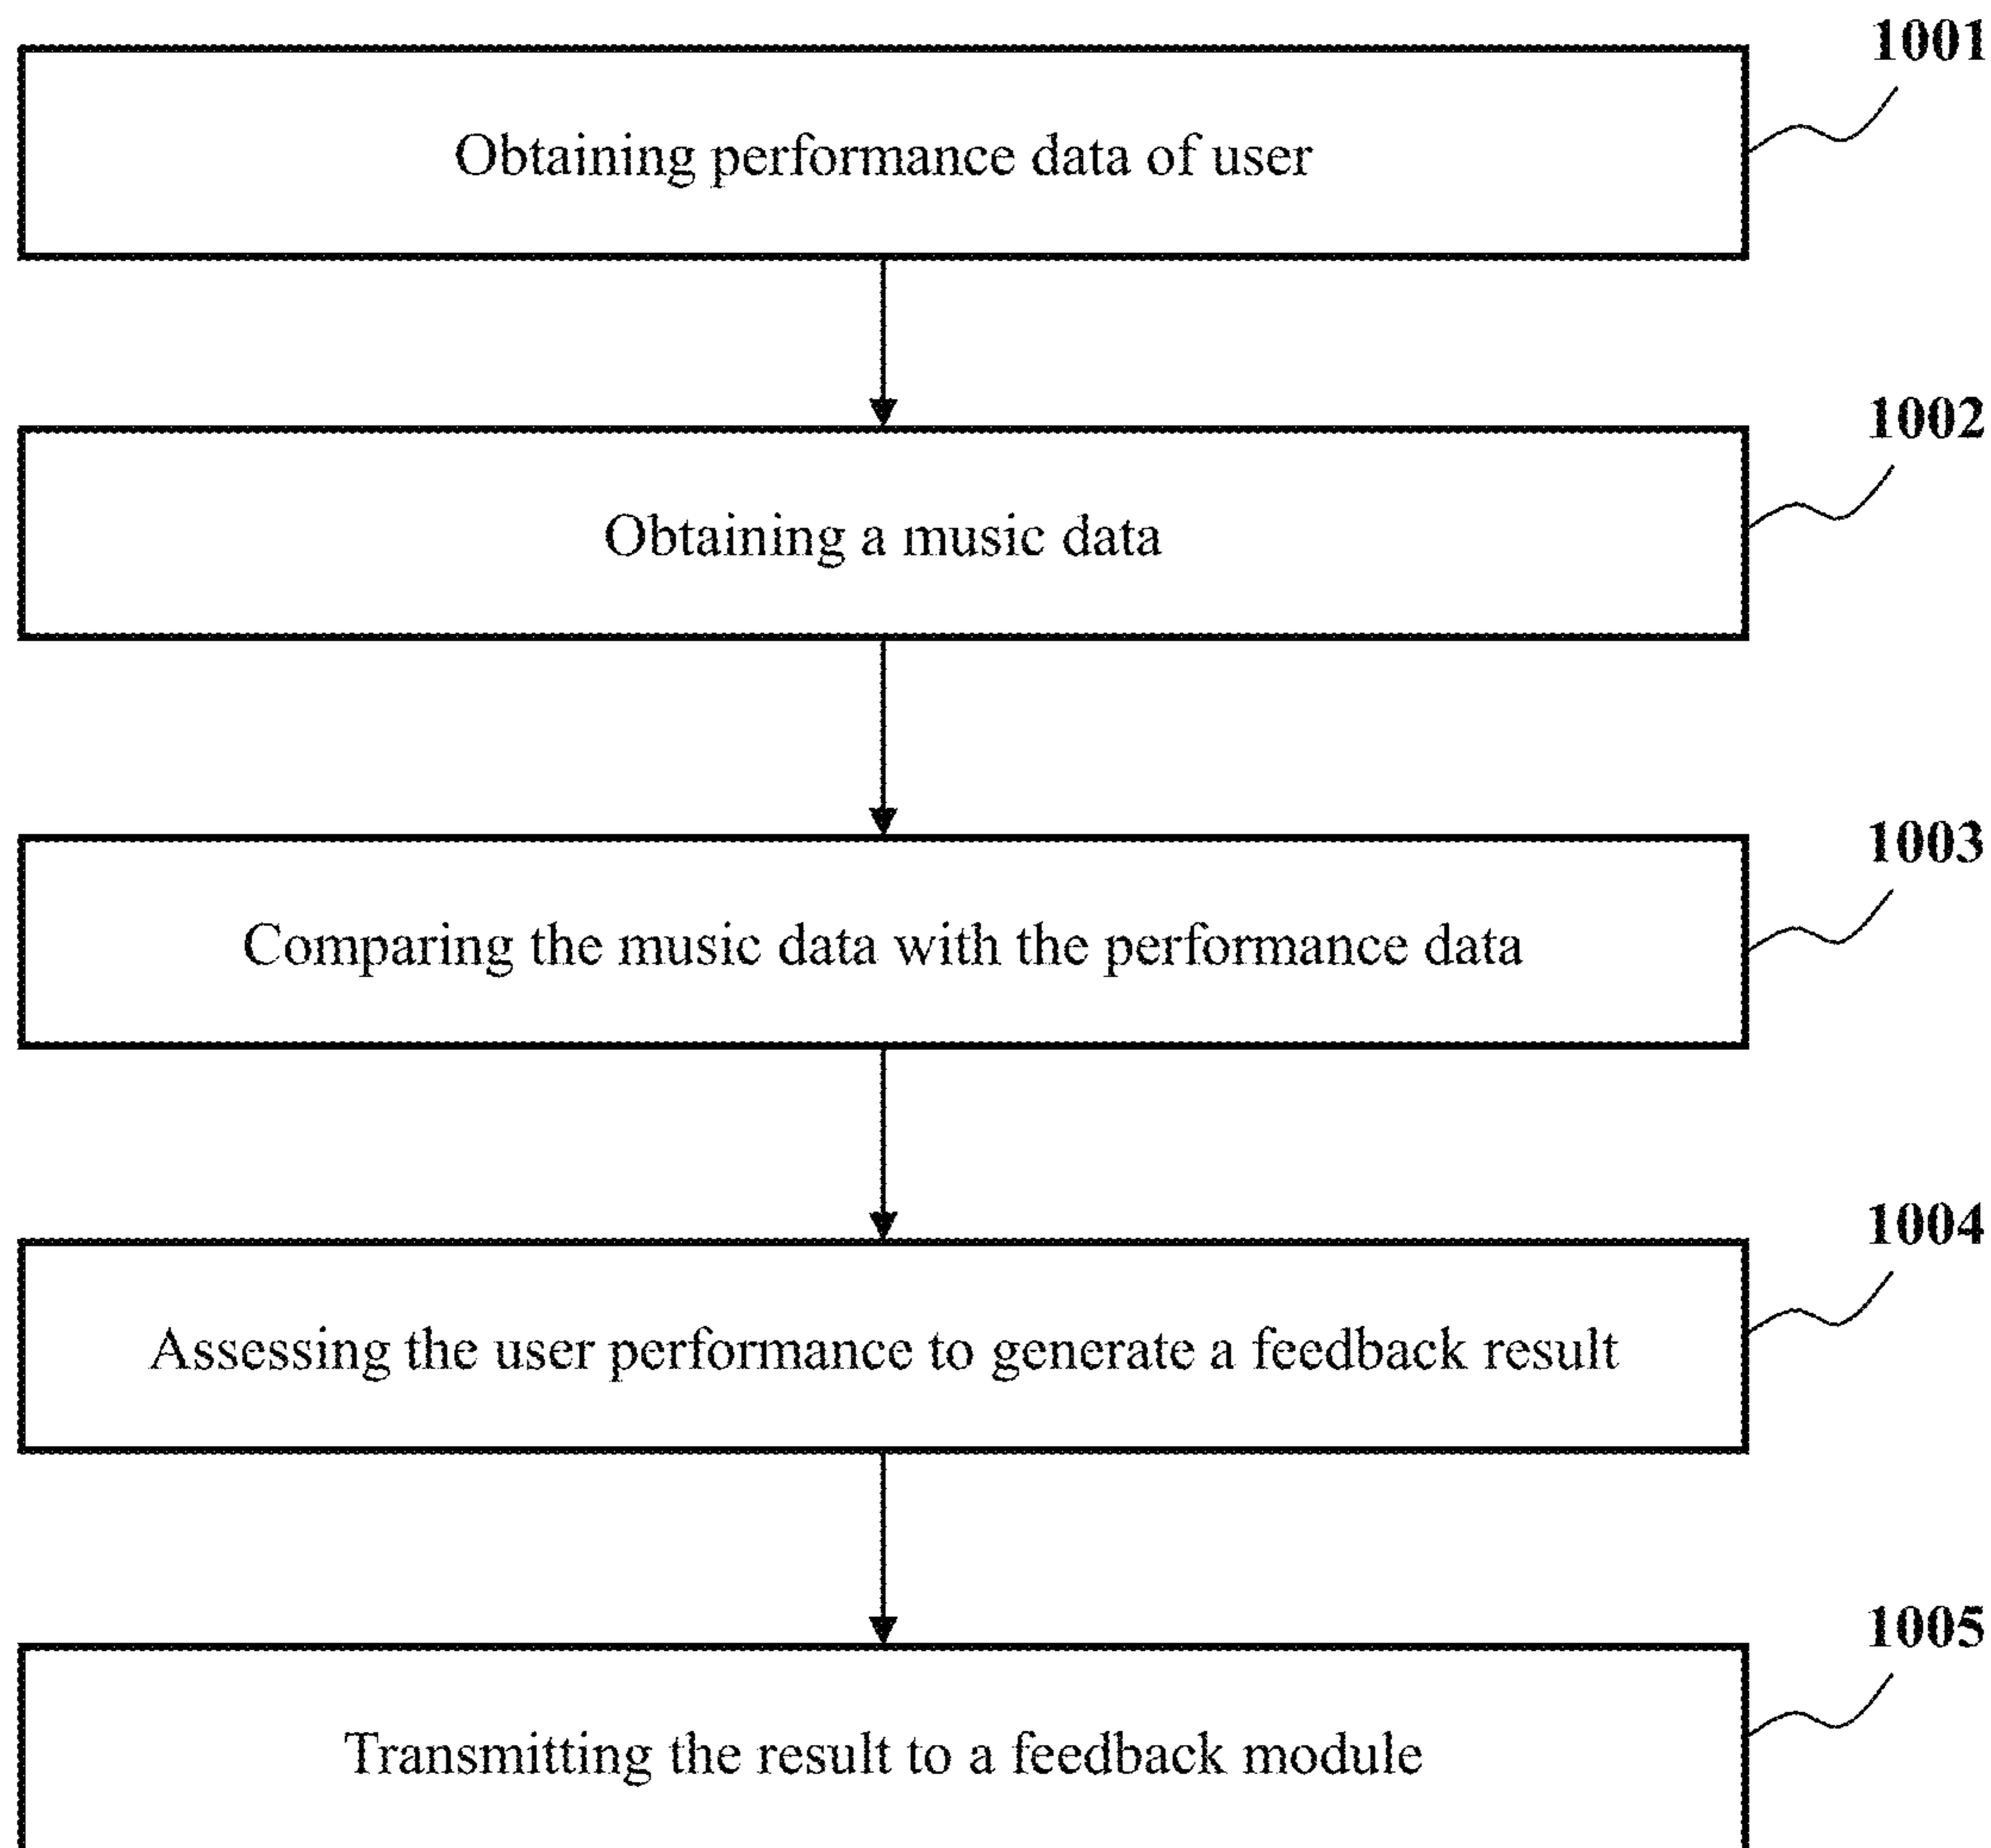 1001
Obtaining performance data of user
1002
Obtaining a music data
1003
Comparing the music data with the performance data
1004
Assessing the user performance to generate a feedback result
1005
Transmitting the result to a feedback module